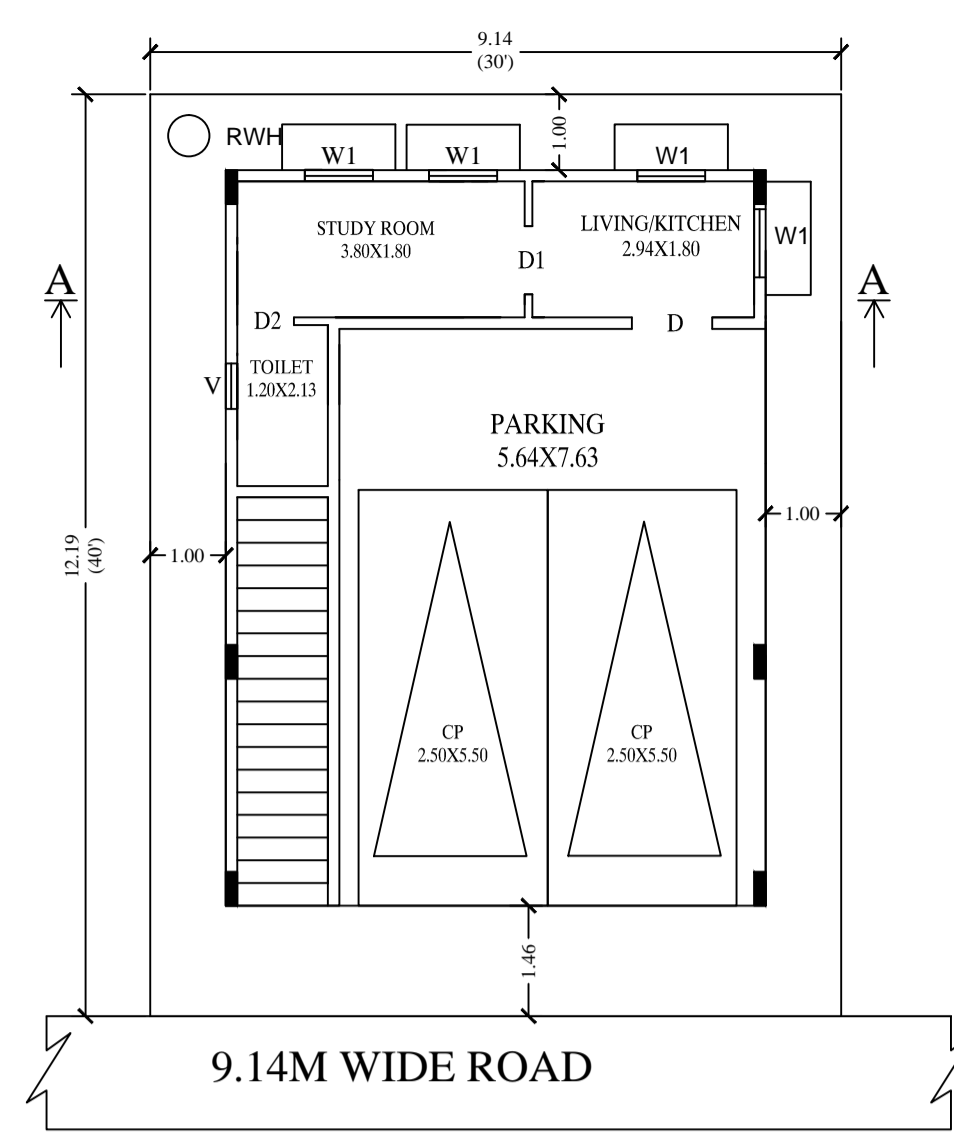 9.14
(30')
RWH
W1
W1
1.00
W1
STUDY ROOM
3.80X1.80
LIVING/KITCHEN
2.94X1.80
W1
D1
A
A
D2
D
TOILET
1.20X2.13
V
PARKING
5.64X7.63
12.19
(40')
1.00
1.00
CP
2.50X5.50
CP
2.50X5.50
1.46
9.14M WIDE ROAD